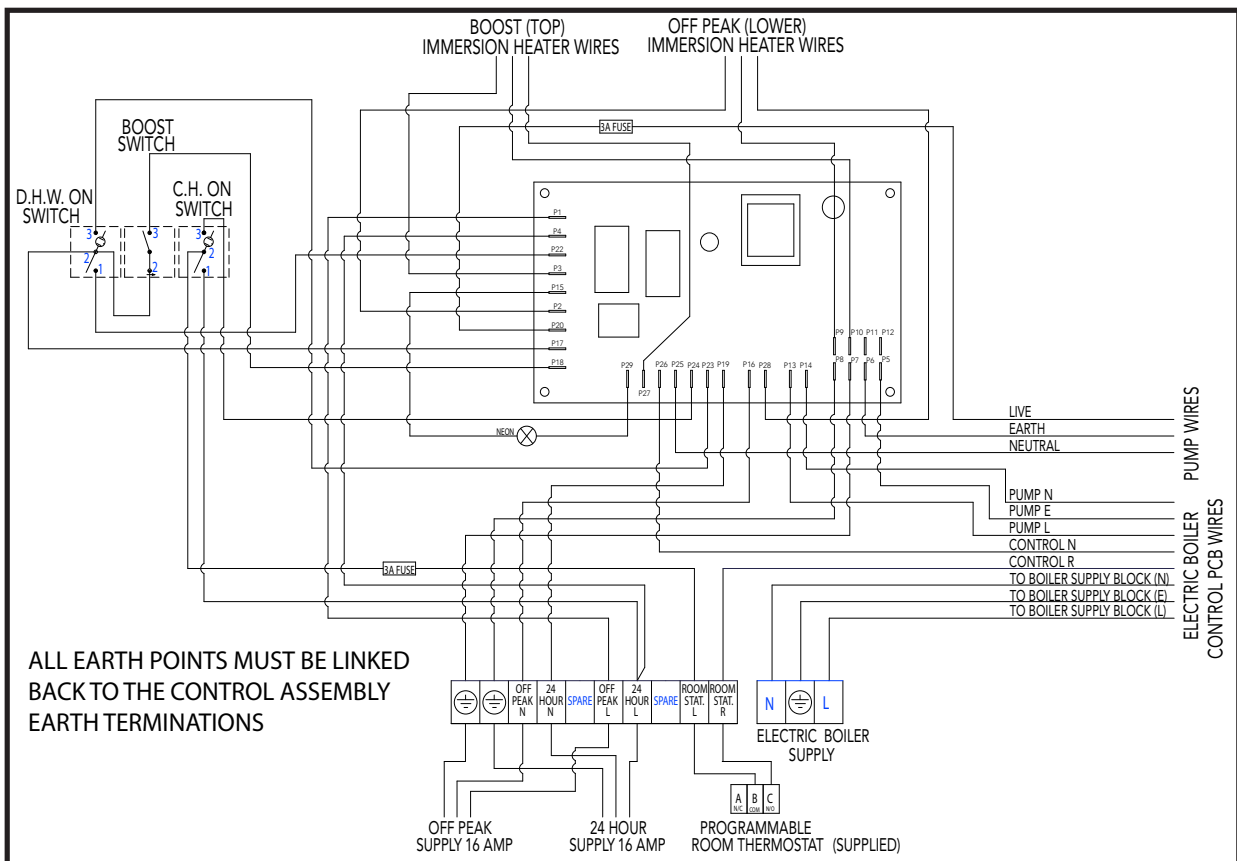 BOOST (TOP)
IMMERSION HEATER WIRES
OFF PEAK (LOWER)
IMMERSION HEATER WIRES
3A FUSE
BOOST
SWITCH
D.H.W. ON
SWITCH
C.H. ON
SWITCH
3
2
1
3
2
3
2
1
P1
P4
P22
P3
P15
P2
P20
P17
P18
P29
P27
P26
P25
P24
P23
P19
P16
P28
P13
P14
P9
P10
P11
P12
P8
P7
P6
P5
NEON
LIVE
EARTH
NEUTRAL
PUMP WIRES
PUMP N
PUMP E
PUMP L
CONTROL N
CONTROL R
TO BOILER SUPPLY BLOCK (N)
TO BOILER SUPPLY BLOCK (E)
TO BOILER SUPPLY BLOCK (L)
ELECTRIC BOILER
CONTROL PCB WIRES
3A FUSE
ALL EARTH POINTS MUST BE LINKED
BACK TO THE CONTROL ASSEMBLY
EARTH TERMINATIONS
OFF
PEAK
N
24
HOUR
N
SPARE
OFF
PEAK
L
24
HOUR
L
SPARE
ROOM
STAT.
L
ROOM
STAT.
R
N
L
ELECTRIC BOILER
SUPPLY
A
N/C
B
COM
C
N/O
OFF PEAK
SUPPLY 16 AMP
24 HOUR
SUPPLY 16 AMP
PROGRAMMABLE
ROOM THERMOSTAT (SUPPLIED)